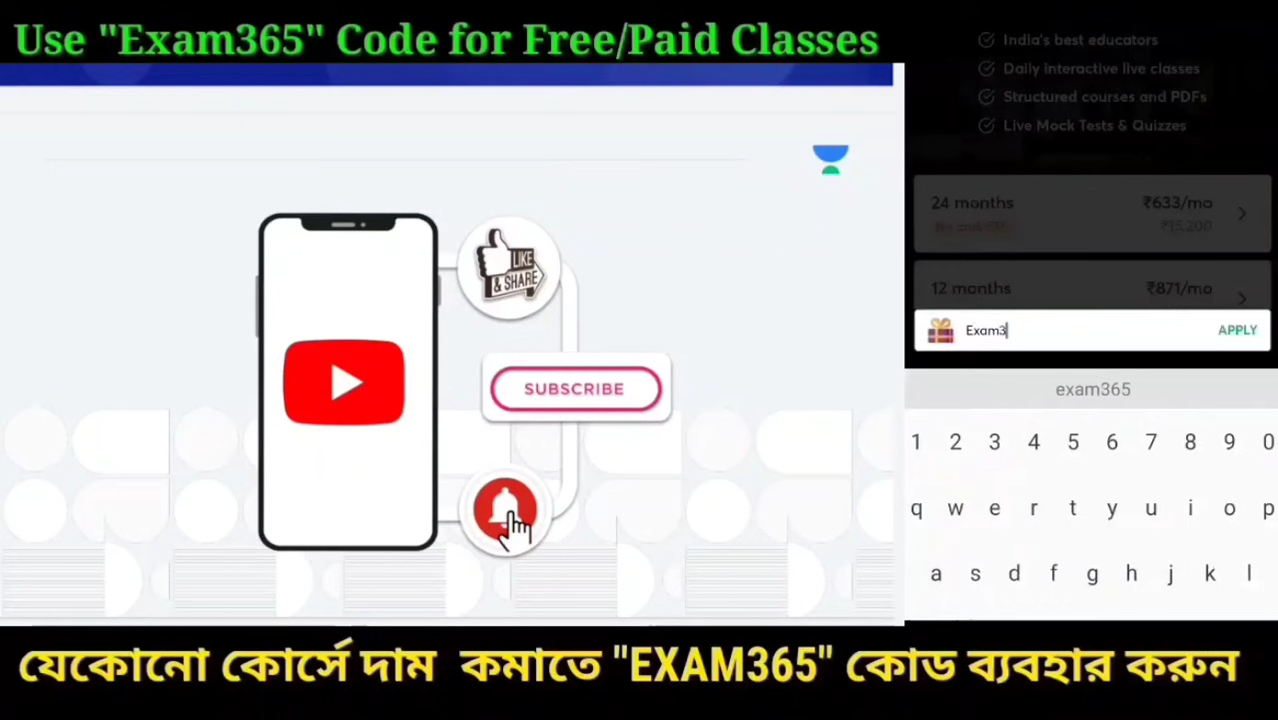 Use "Exam365" Code for Free/Paid Classes
India's best educators
Daily interactive live classes
Structured courses and PDFs
Live Mock Tests & Quizzes
24 months ₹633/mo
₹15,200
12 months ₹871/mo
Exam3 APPLY
exam365
1 2 3 4 5 6 7 8 9 0
q w e r t y u i o p
a s d f g h j k l
LIKE
& SHARE
SUBSCRIBE
যেকোনো কোর্সে দাম কমাতে "EXAM365" কোড ব্যবহার করুন